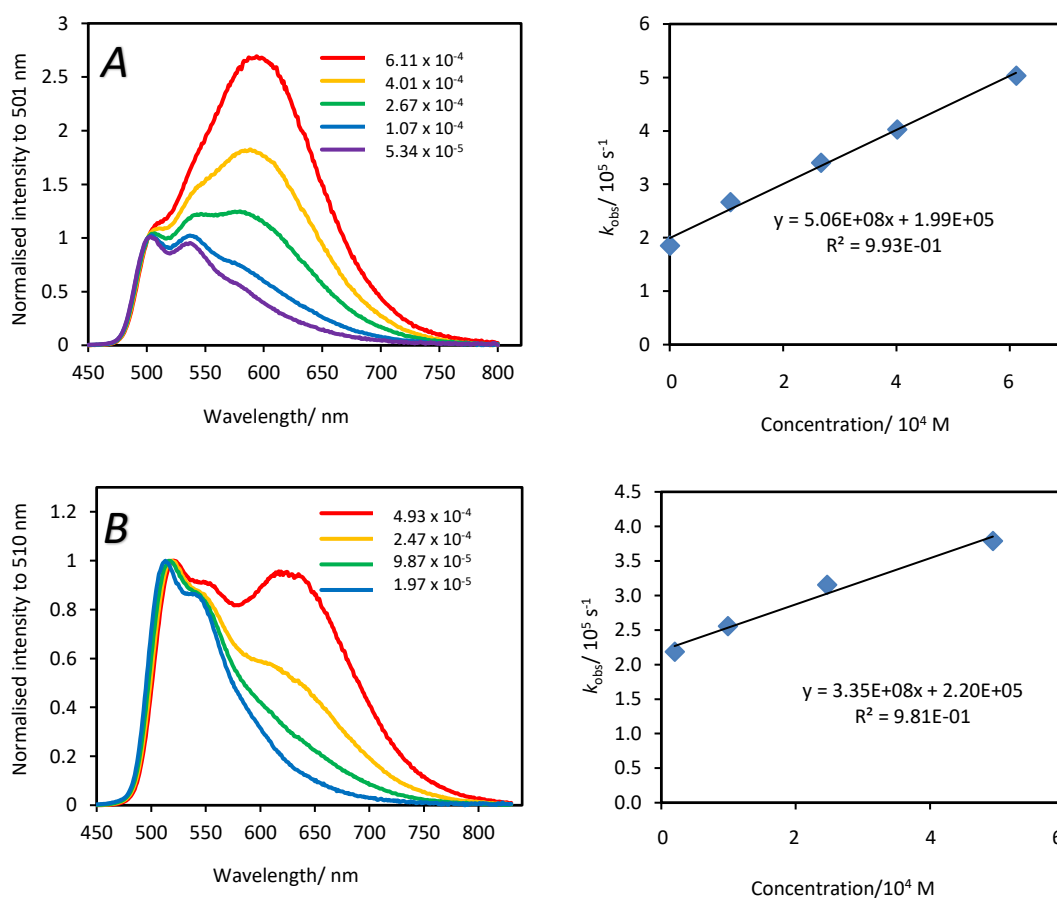 A
Normalised intensity to 501 nm
3
2.5
2
1.5
1
0.5
0
6.11 x 10⁻⁴
4.01 x 10⁻⁴
2.67 x 10⁻⁴
1.07 x 10⁻⁴
5.34 x 10⁻⁵
450 500 550 600 650 700 750 800
Wavelength/ nm
kobs/ 10⁵ s⁻¹
6
5
4
3
2
1
0
y = 5.06E+08x + 1.99E+05
R² = 9.93E-01
0 2 4 6
Concentration/ 10⁴ M
B
Normalised intensity to 510 nm
1.2
1
0.8
0.6
0.4
0.2
0
4.93 x 10⁻⁴
2.47 x 10⁻⁴
9.87 x 10⁻⁵
1.97 x 10⁻⁵
450 500 550 600 650 700 750 800
Wavelength/ nm
kobs/ 10⁵ s⁻¹
4.5
4.0
3.5
3.0
2.5
2.0
1.5
1.0
0.5
0.0
y = 3.35E+08x + 2.20E+05
R² = 9.81E-01
0 2 4 6
Concentration/10⁴ M